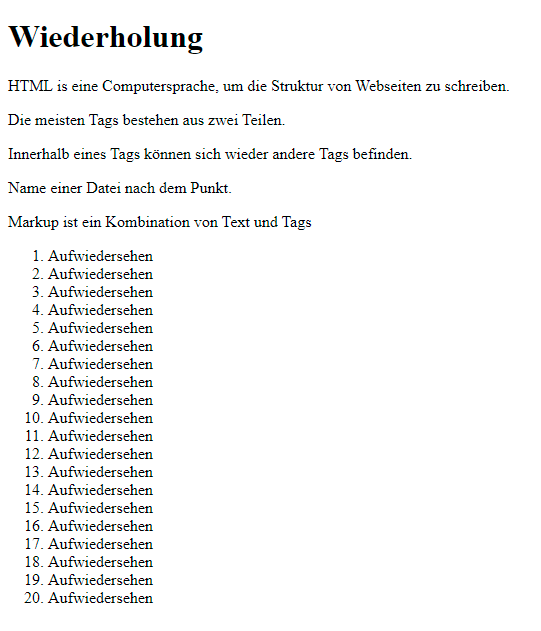 Wiederholung
HTML is eine Computersprache, um die Struktur von Webseiten zu schreiben.
Die meisten Tags bestehen aus zwei Teilen.
Innerhalb eines Tags können sich wieder andere Tags befinden.
Name einer Datei nach dem Punkt.
Markup ist ein Kombination von Text und Tags
1. Aufwiedersehen
2. Aufwiedersehen
3. Aufwiedersehen
4. Aufwiedersehen
5. Aufwiedersehen
6. Aufwiedersehen
7. Aufwiedersehen
8. Aufwiedersehen
9. Aufwiedersehen
10. Aufwiedersehen
11. Aufwiedersehen
12. Aufwiedersehen
13. Aufwiedersehen
14. Aufwiedersehen
15. Aufwiedersehen
16. Aufwiedersehen
17. Aufwiedersehen
18. Aufwiedersehen
19. Aufwiedersehen
20. Aufwiedersehen